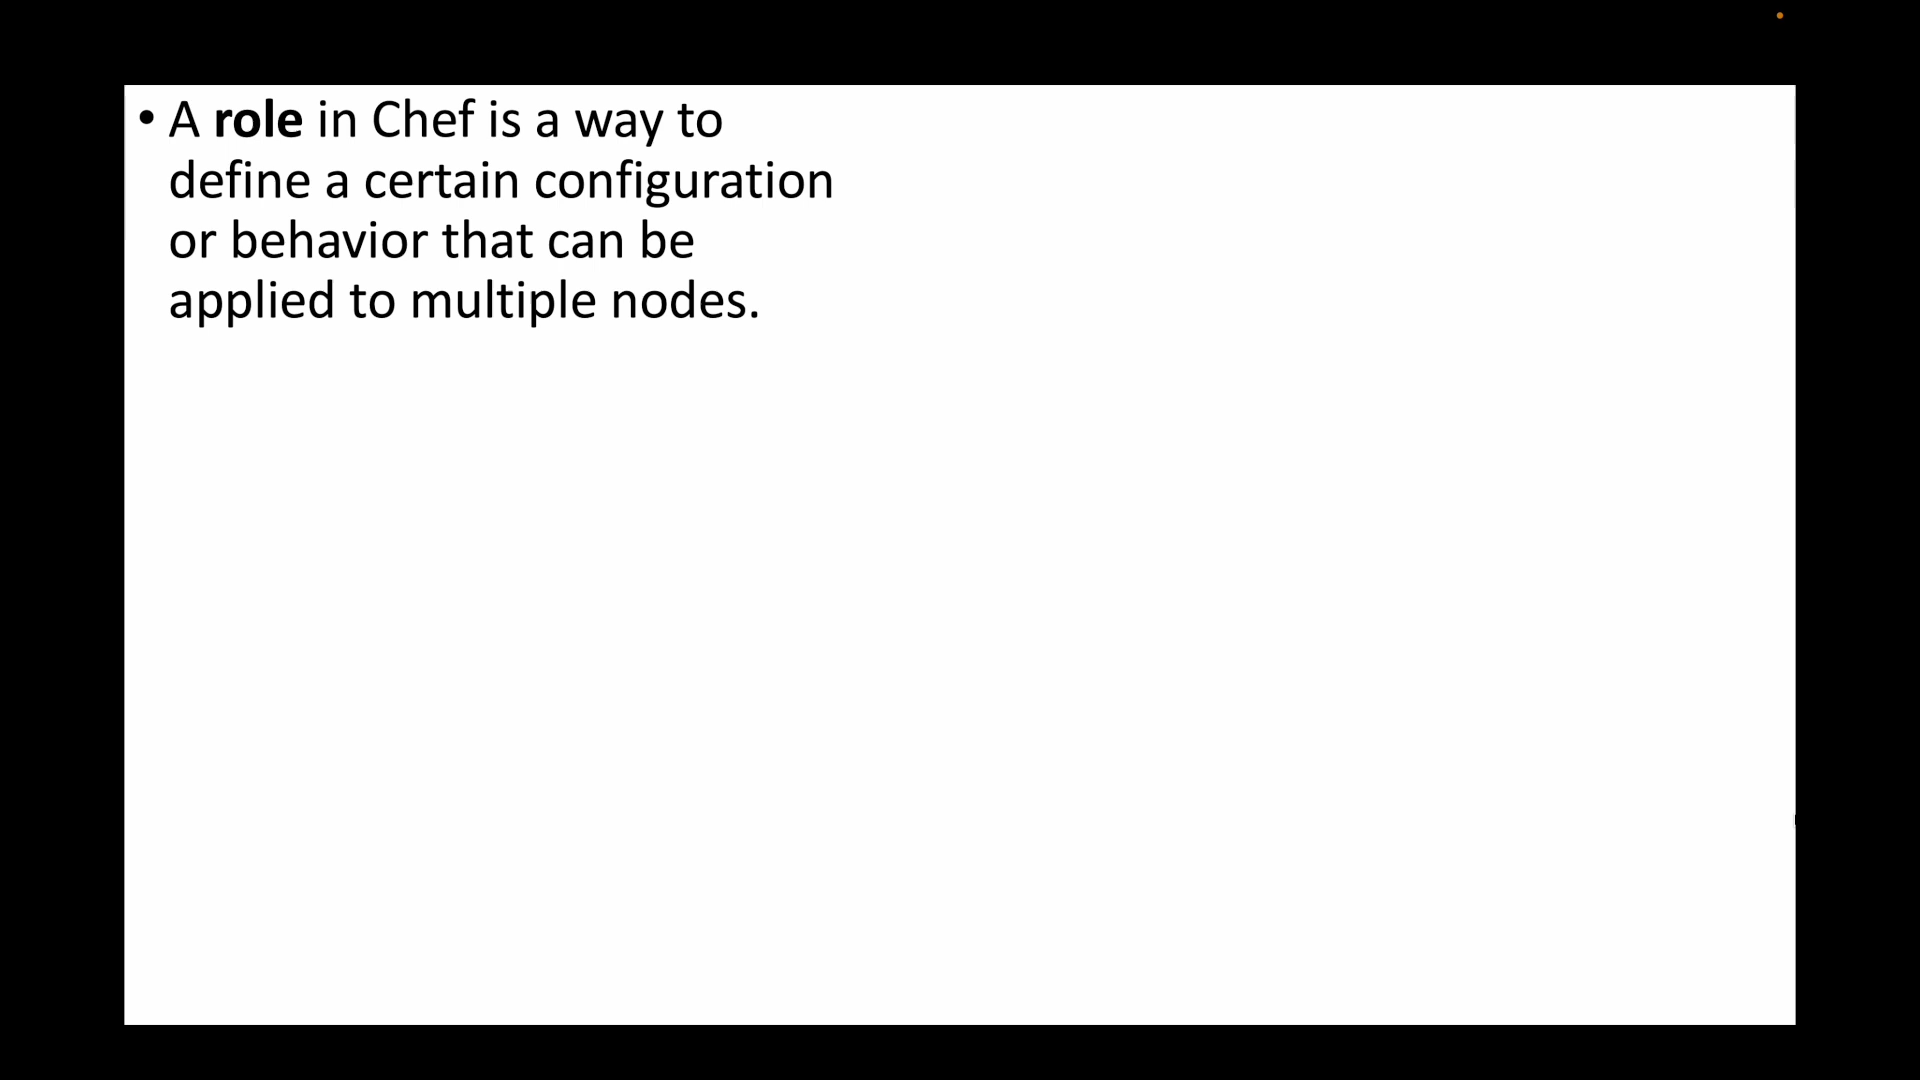 • A role in Chef is a way to
define a certain configuration
or behavior that can be
applied to multiple nodes.